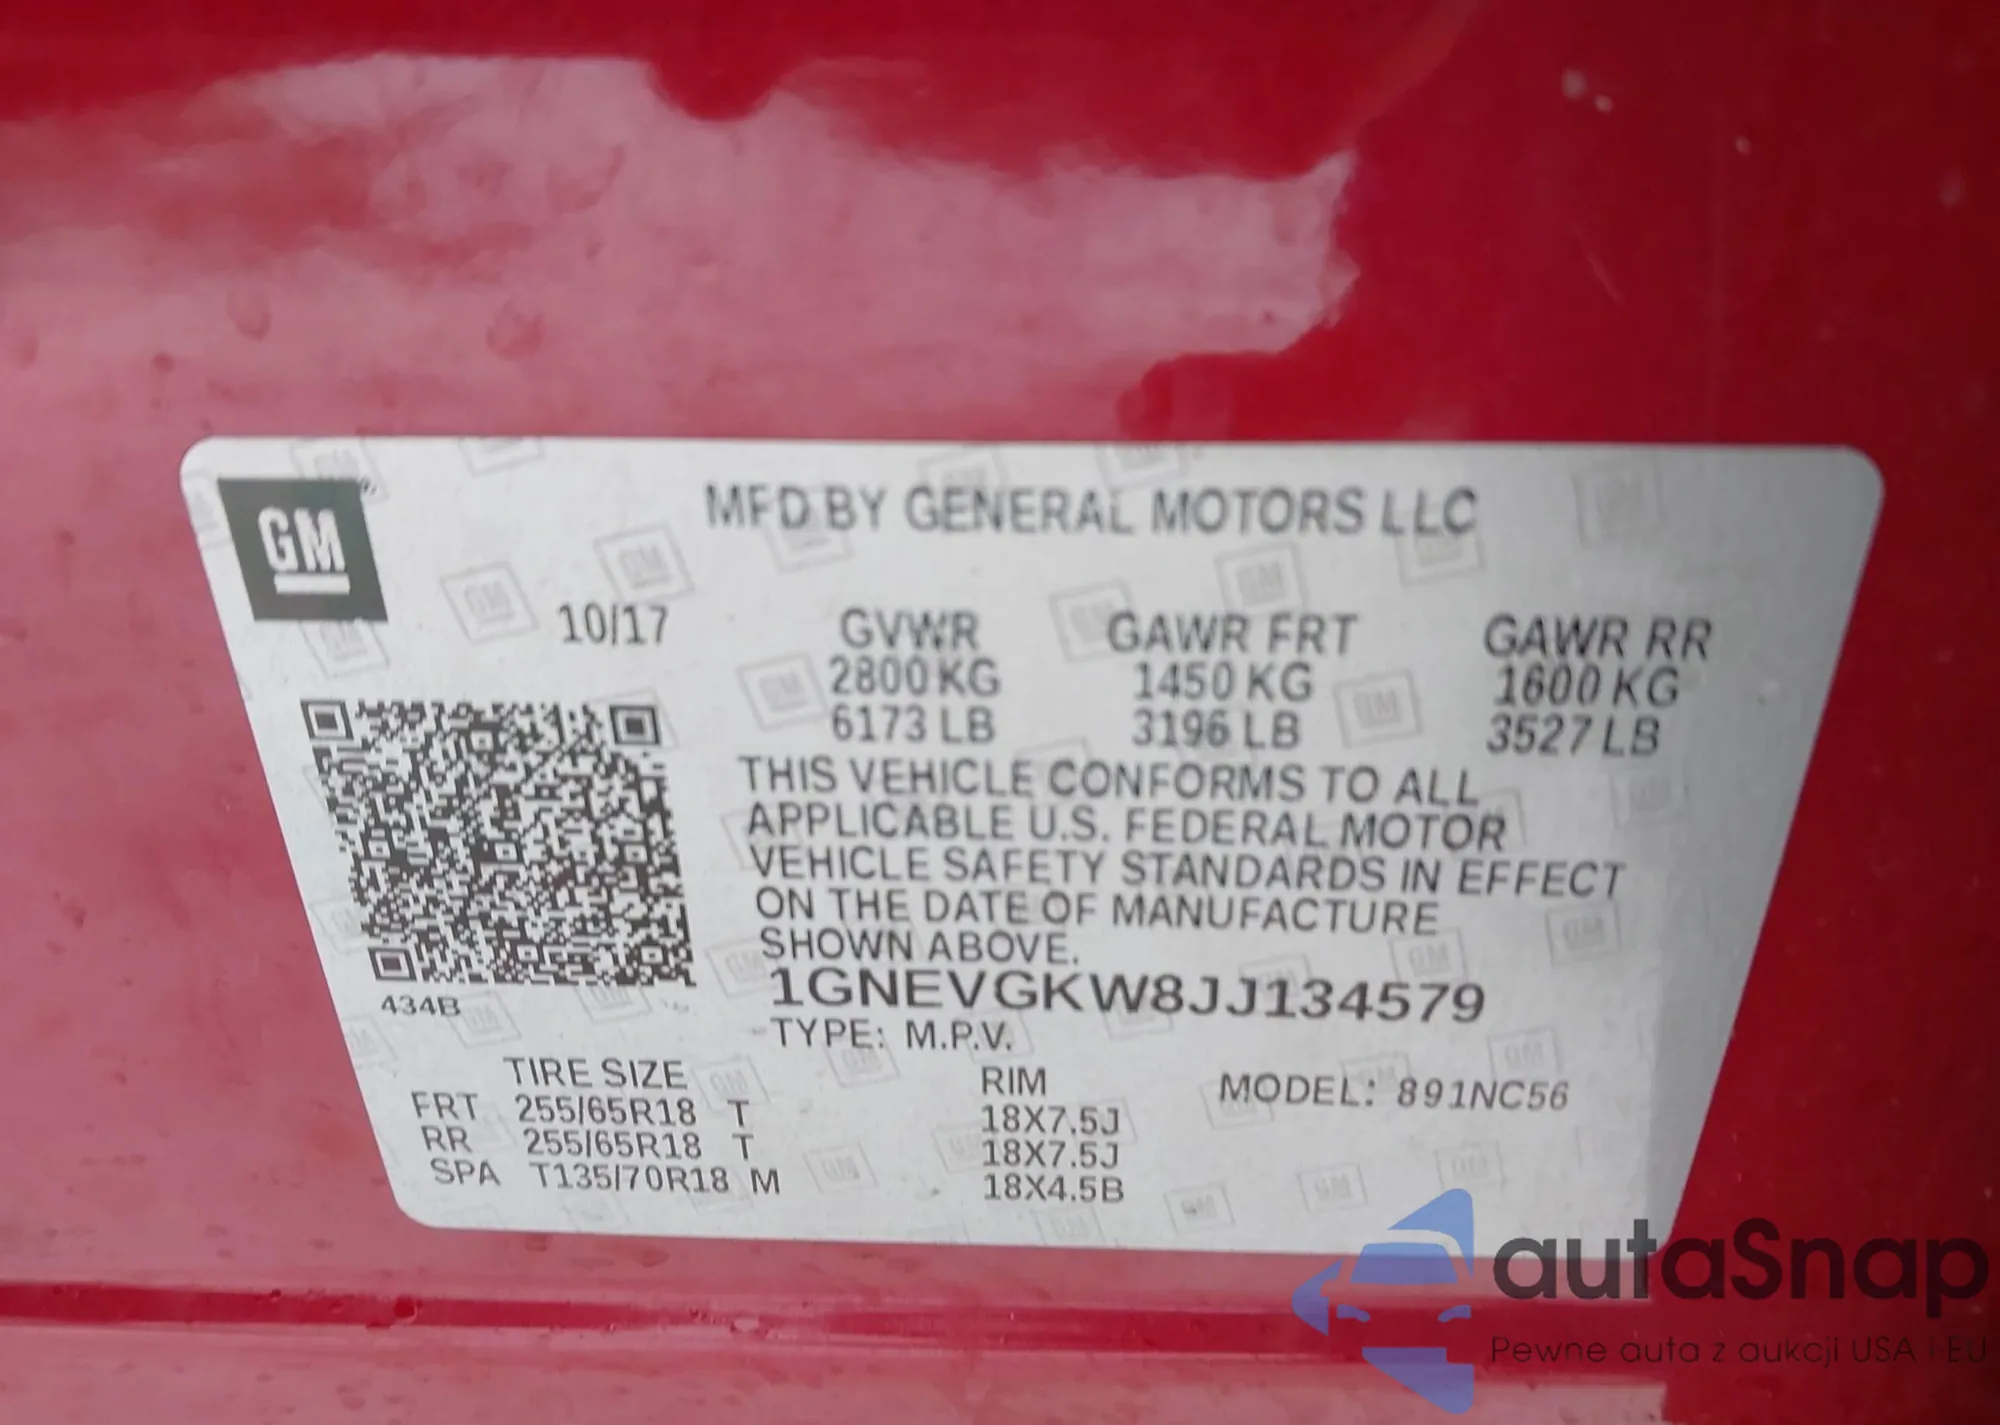 GM
MFD BY GENERAL MOTORS LLC
10/17 GVWR GAWR FRT GAWR RR
2800 KG 1450 KG 1600 KG
6173 LB 3196 LB 3527 LB
THIS VEHICLE CONFORMS TO ALL
APPLICABLE U.S. FEDERAL MOTOR
VEHICLE SAFETY STANDARDS IN EFFECT
ON THE DATE OF MANUFACTURE
SHOWN ABOVE.
1GNEVGKW8JJ134579
434B
TYPE: M.P.V.
TIRE SIZE RIM MODEL: 891NC56
FRT 255/65R18 T 18X7.5J
RR 255/65R18 T 18X7.5J
SPA T135/70R18 M 18X4.5B
autaSnap
Pewne auta z aukcji USA i EU